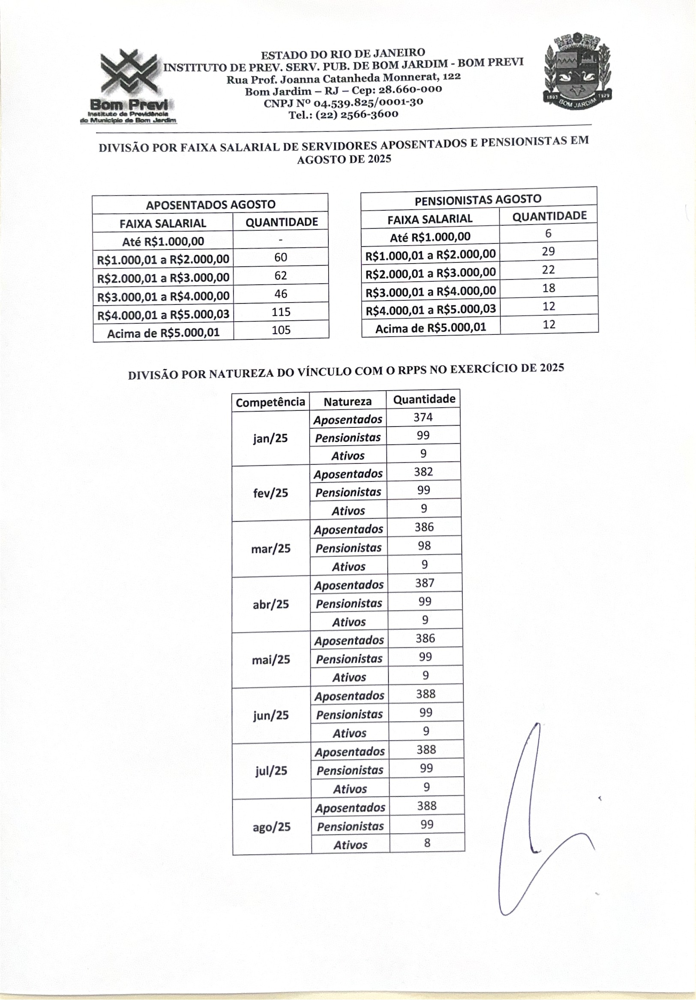 ESTADO DO RIO DE JANEIRO
INSTITUTO DE PREV. SERV. PUB. DE BOM JARDIM - BOM PREVI
Rua Prof. Joanna Catanheda Monnerat, 122
Bom Jardim – RJ – Cep: 28.660-000
CNPJ Nº 04.539.825/0001-30
Tel.: (22) 2566-3600
Bom Previ
Instituto de Previdência
do Município de Bom Jardim
1893 BOM JARDIM 1929
DIVISÃO POR FAIXA SALARIAL DE SERVIDORES APOSENTADOS E PENSIONISTAS EM
AGOSTO DE 2025
APOSENTADOS AGOSTO
FAIXA SALARIAL QUANTIDADE
Até R$1.000,00 -
R$1.000,01 a R$2.000,00 60
R$2.000,01 a R$3.000,00 62
R$3.000,01 a R$4.000,00 46
R$4.000,01 a R$5.000,03 115
Acima de R$5.000,01 105
PENSIONISTAS AGOSTO
FAIXA SALARIAL QUANTIDADE
Até R$1.000,00 6
R$1.000,01 a R$2.000,00 29
R$2.000,01 a R$3.000,00 22
R$3.000,01 a R$4.000,00 18
R$4.000,01 a R$5.000,03 12
Acima de R$5.000,01 12
DIVISÃO POR NATUREZA DO VÍNCULO COM O RPPS NO EXERCÍCIO DE 2025
Competência Natureza Quantidade
jan/25
Aposentados 374
Pensionistas 99
Ativos 9
fev/25
Aposentados 382
Pensionistas 99
Ativos 9
mar/25
Aposentados 386
Pensionistas 98
Ativos 9
abr/25
Aposentados 387
Pensionistas 99
Ativos 9
mai/25
Aposentados 386
Pensionistas 99
Ativos 9
jun/25
Aposentados 388
Pensionistas 99
Ativos 9
jul/25
Aposentados 388
Pensionistas 99
Ativos 9
ago/25
Aposentados 388
Pensionistas 99
Ativos 8